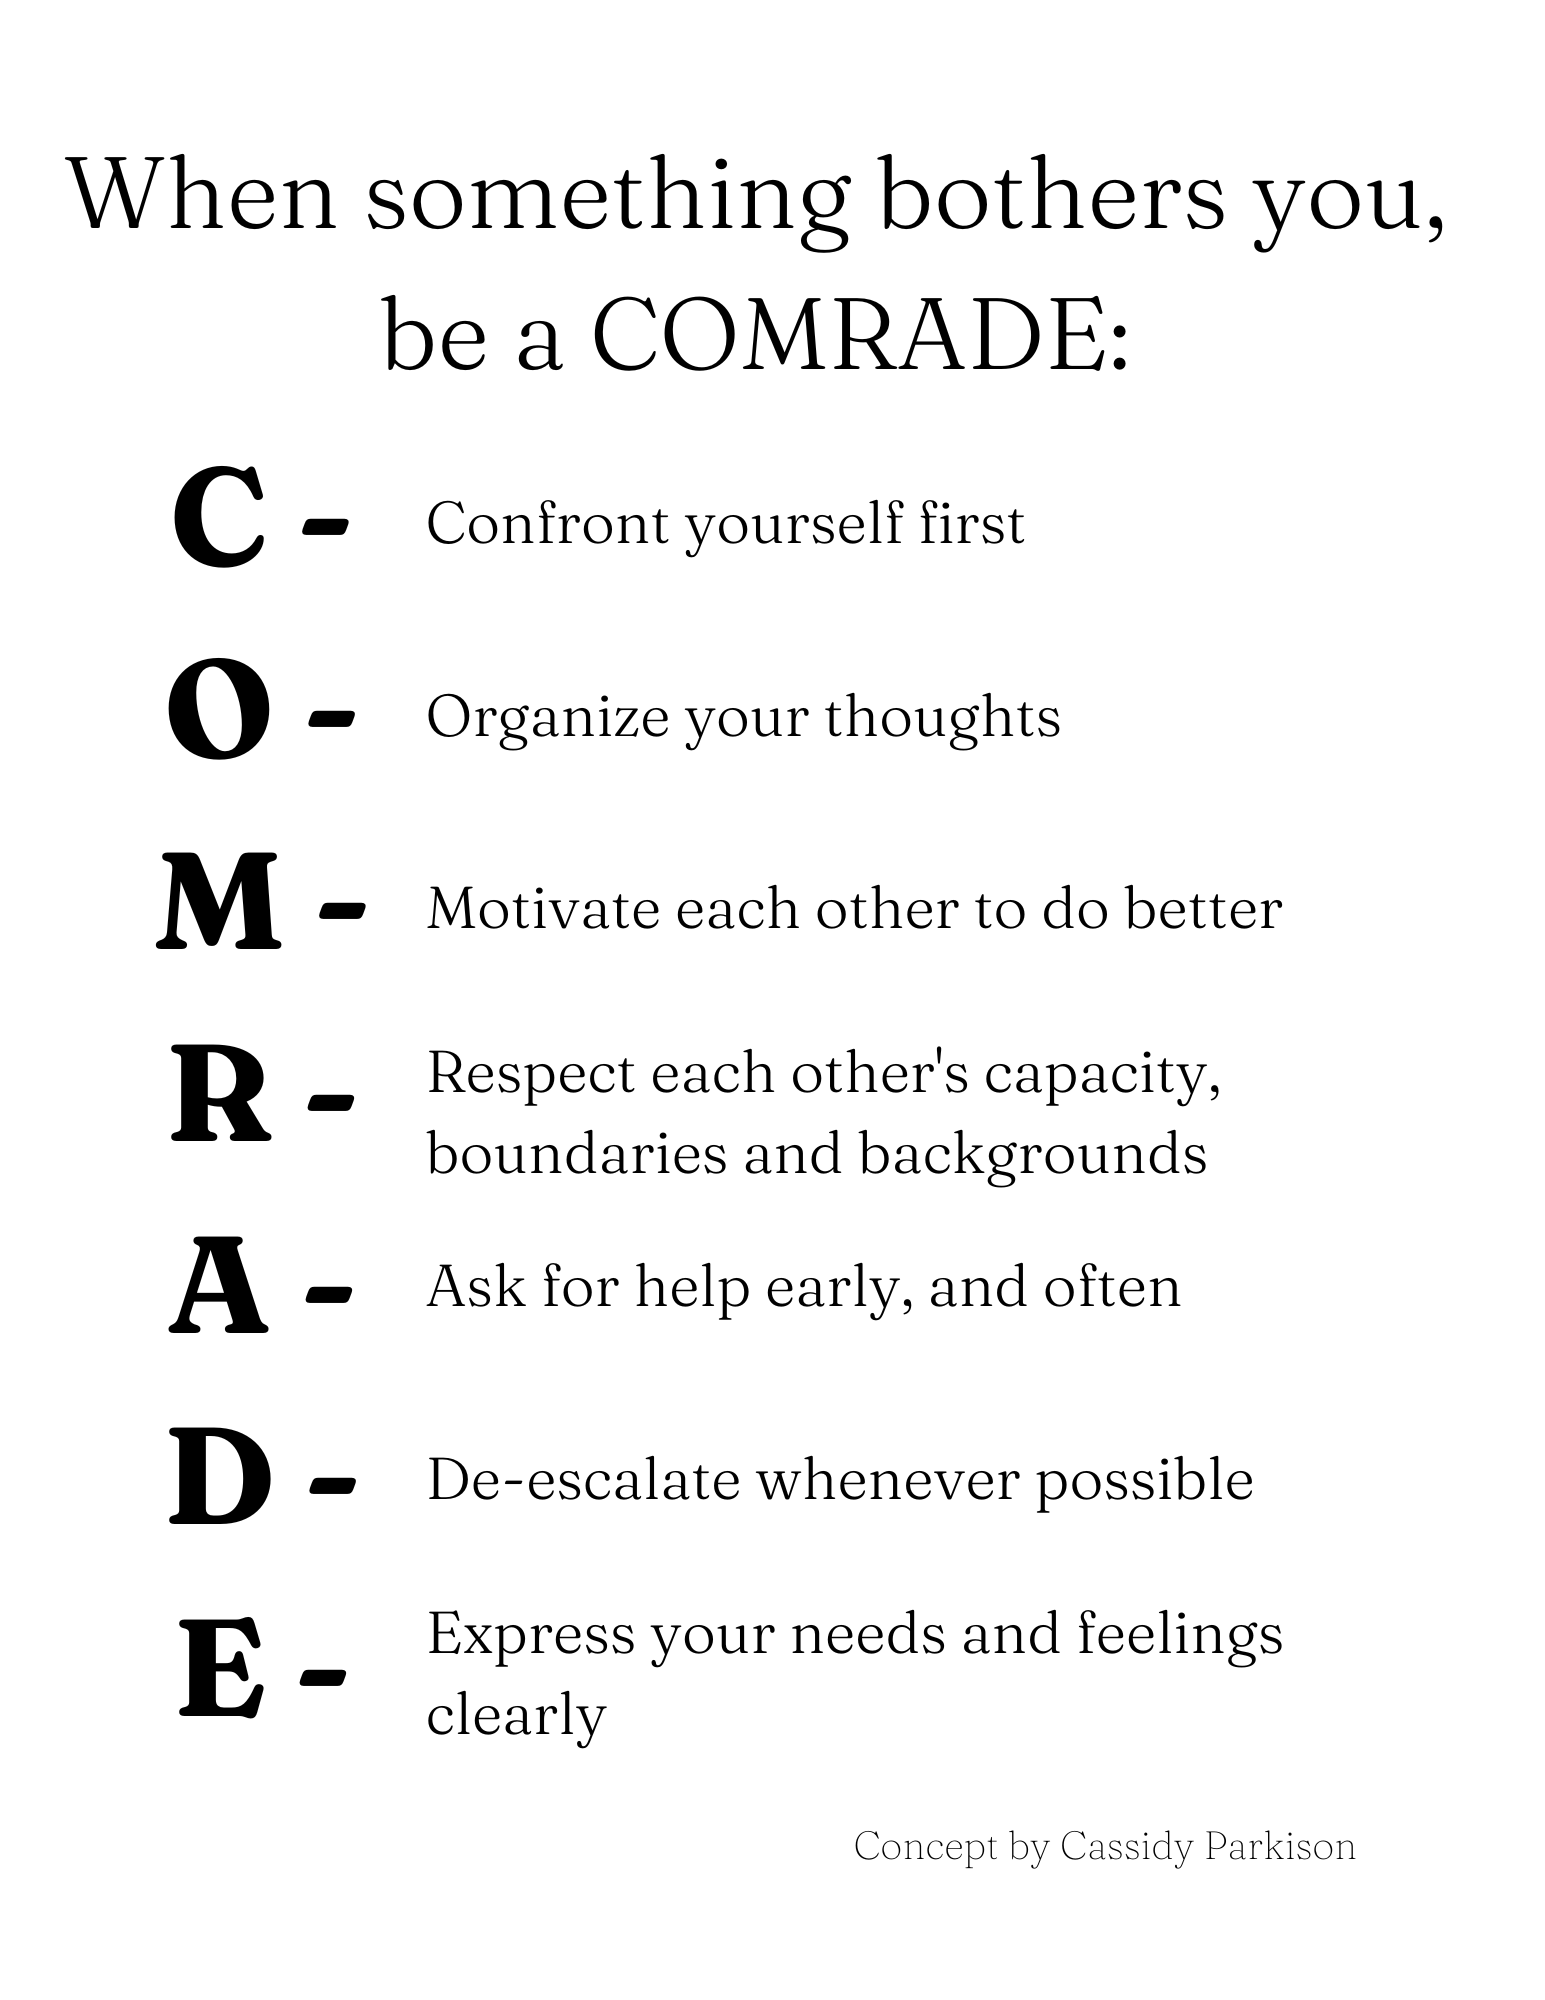 When something bothers you,
be a COMRADE:
C - Confront yourself first
O - Organize your thoughts
M - Motivate each other to do better
R - Respect each other's capacity,
boundaries and backgrounds
A - Ask for help early, and often
D - De-escalate whenever possible
E - Express your needs and feelings
clearly
Concept by Cassidy Parkison